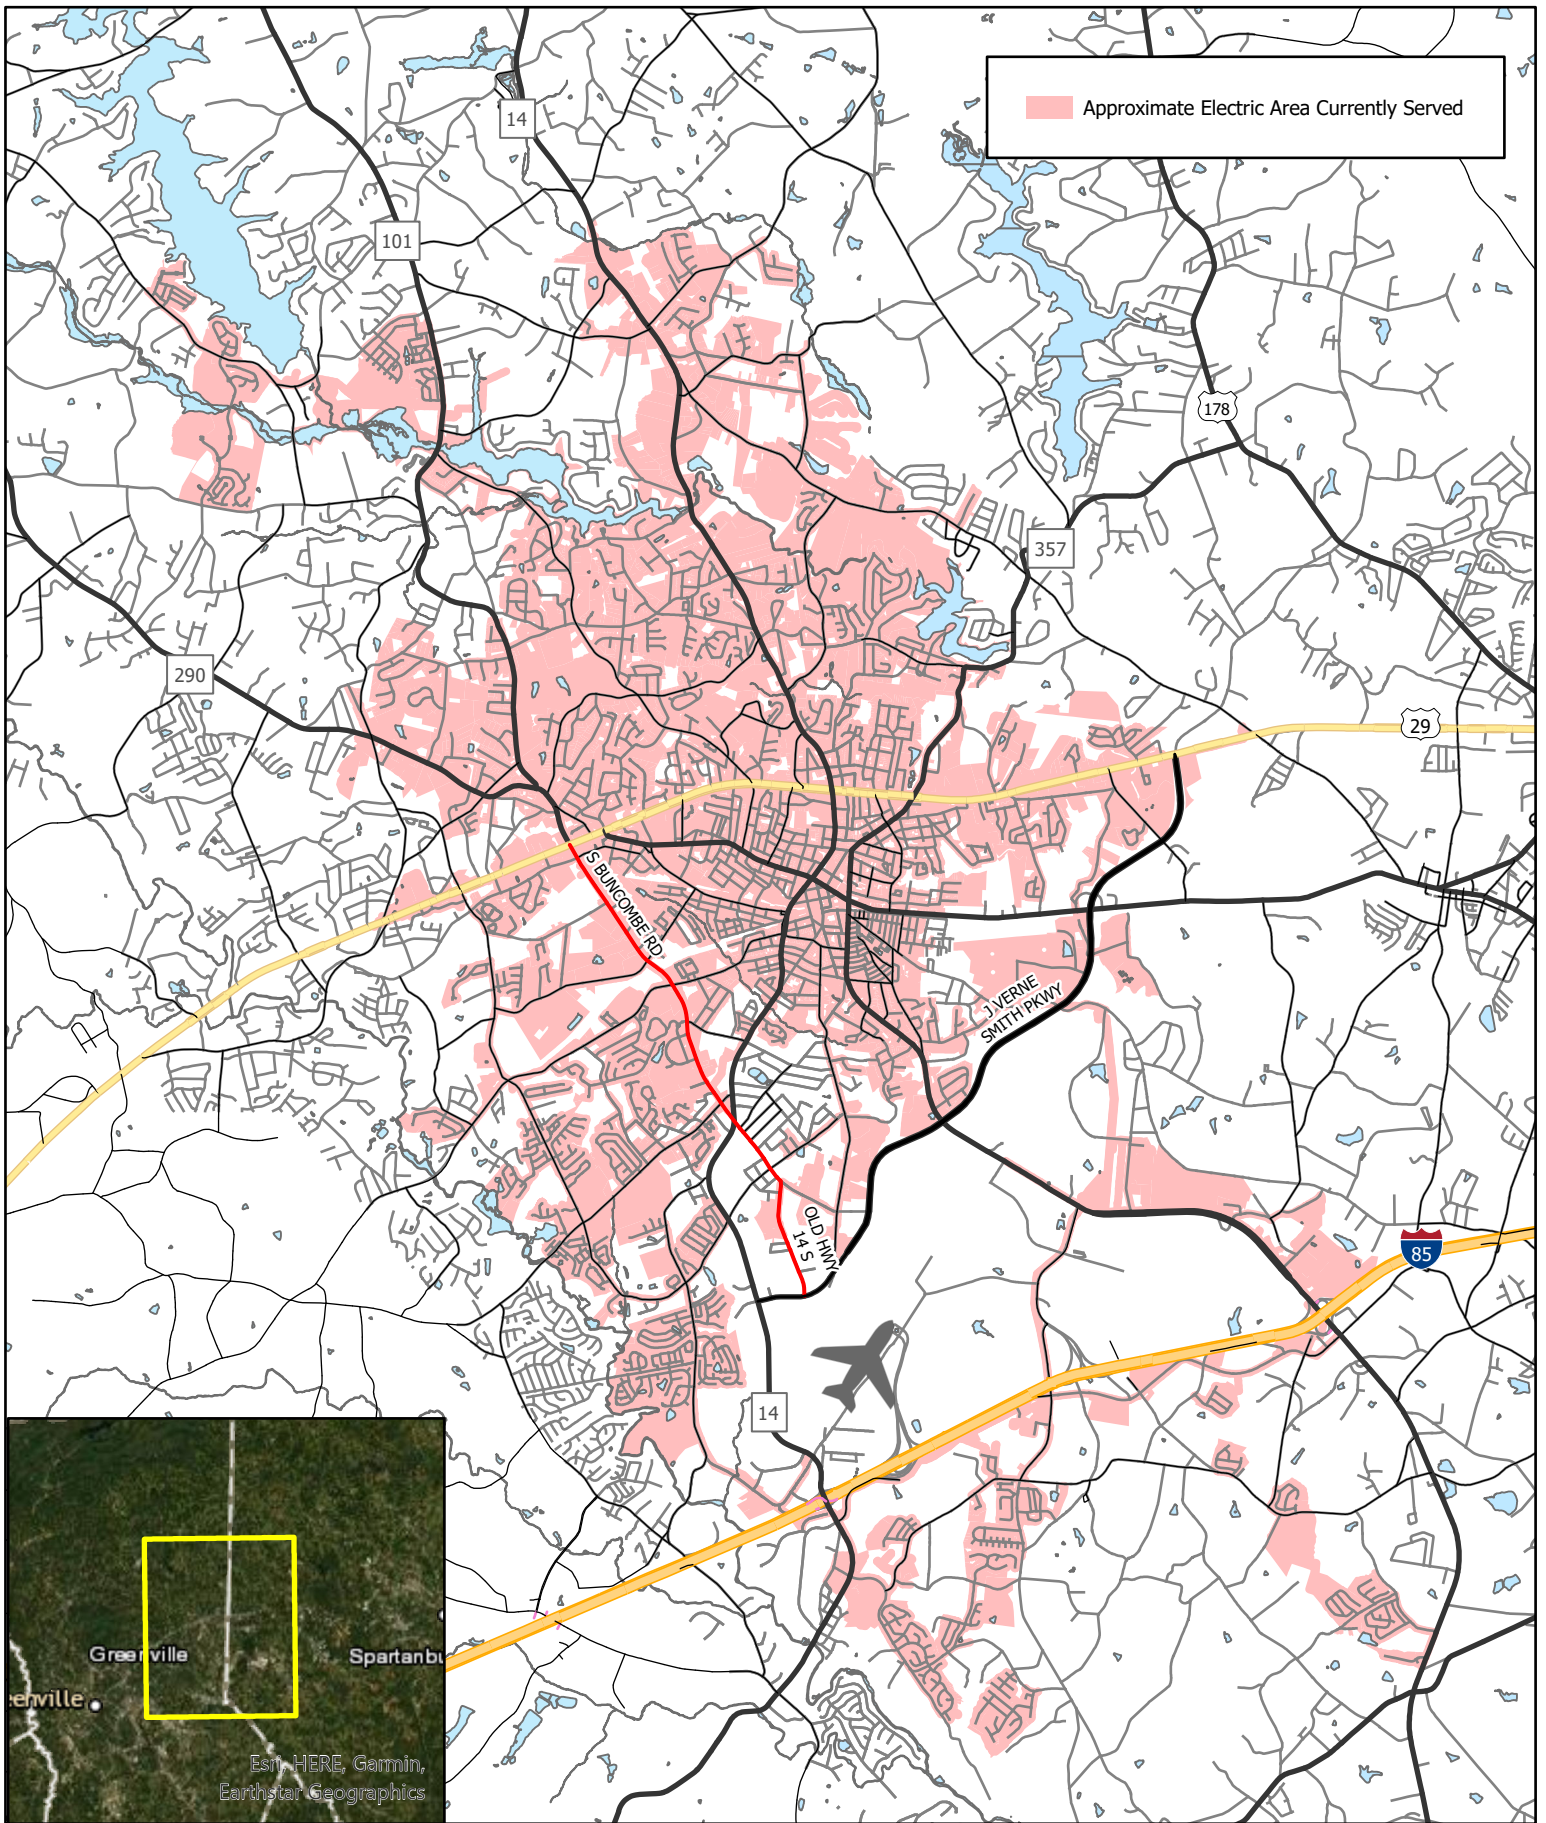 Approximate Electric Area Currently Served
14
101
178
357
290
29
S BUNCOMBE RD
J VERNE
SMITH PKWY
OLD HWY
14 S
85
14
Greenville
Spartanbu
eenville
Esri, HERE, Garmin,
Earthstar Geographics